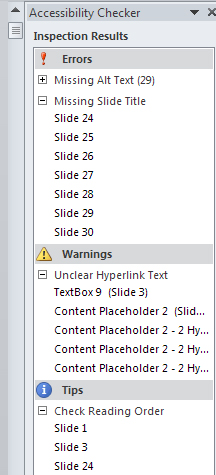 Accessibility Checker
Inspection Results
Errors
Missing Alt Text (29)
Missing Slide Title
Slide 24
Slide 25
Slide 26
Slide 27
Slide 28
Slide 29
Slide 30
Warnings
Unclear Hyperlink Text
TextBox 9 (Slide 3)
Content Placeholder 2 (Slid...
Content Placeholder 2 - 2 Hy...
Content Placeholder 2 - 2 Hy...
Content Placeholder 2 - 2 Hy...
Tips
Check Reading Order
Slide 1
Slide 3
Slide 24